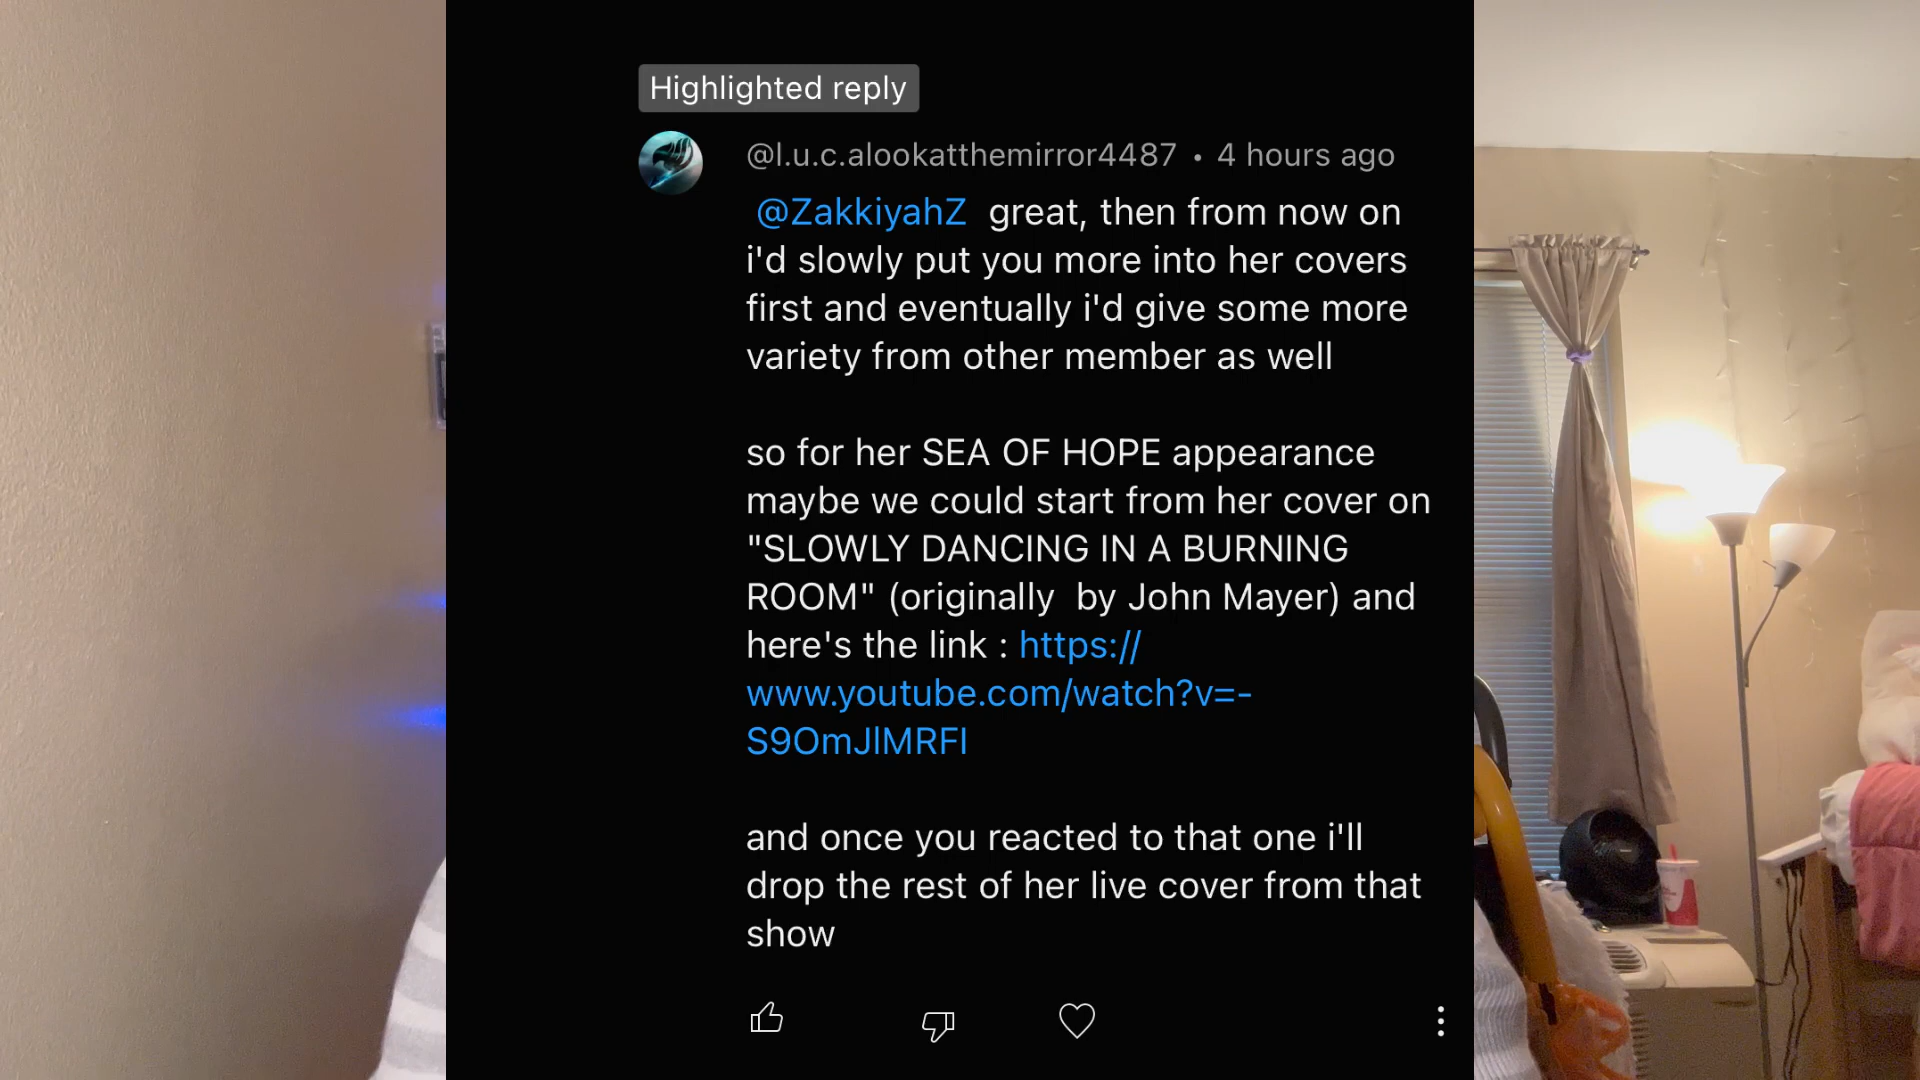 Highlighted reply
@l.u.c.alookatthemirror4487 • 4 hours ago
@ZakkiyahZ great, then from now on
i'd slowly put you more into her covers
first and eventually i'd give some more
variety from other member as well
so for her SEA OF HOPE appearance
maybe we could start from her cover on
"SLOWLY DANCING IN A BURNING
ROOM" (originally by John Mayer) and
here's the link : https://
www.youtube.com/watch?v=-
S9OmJlMRFI
and once you reacted to that one i'll
drop the rest of her live cover from that
show